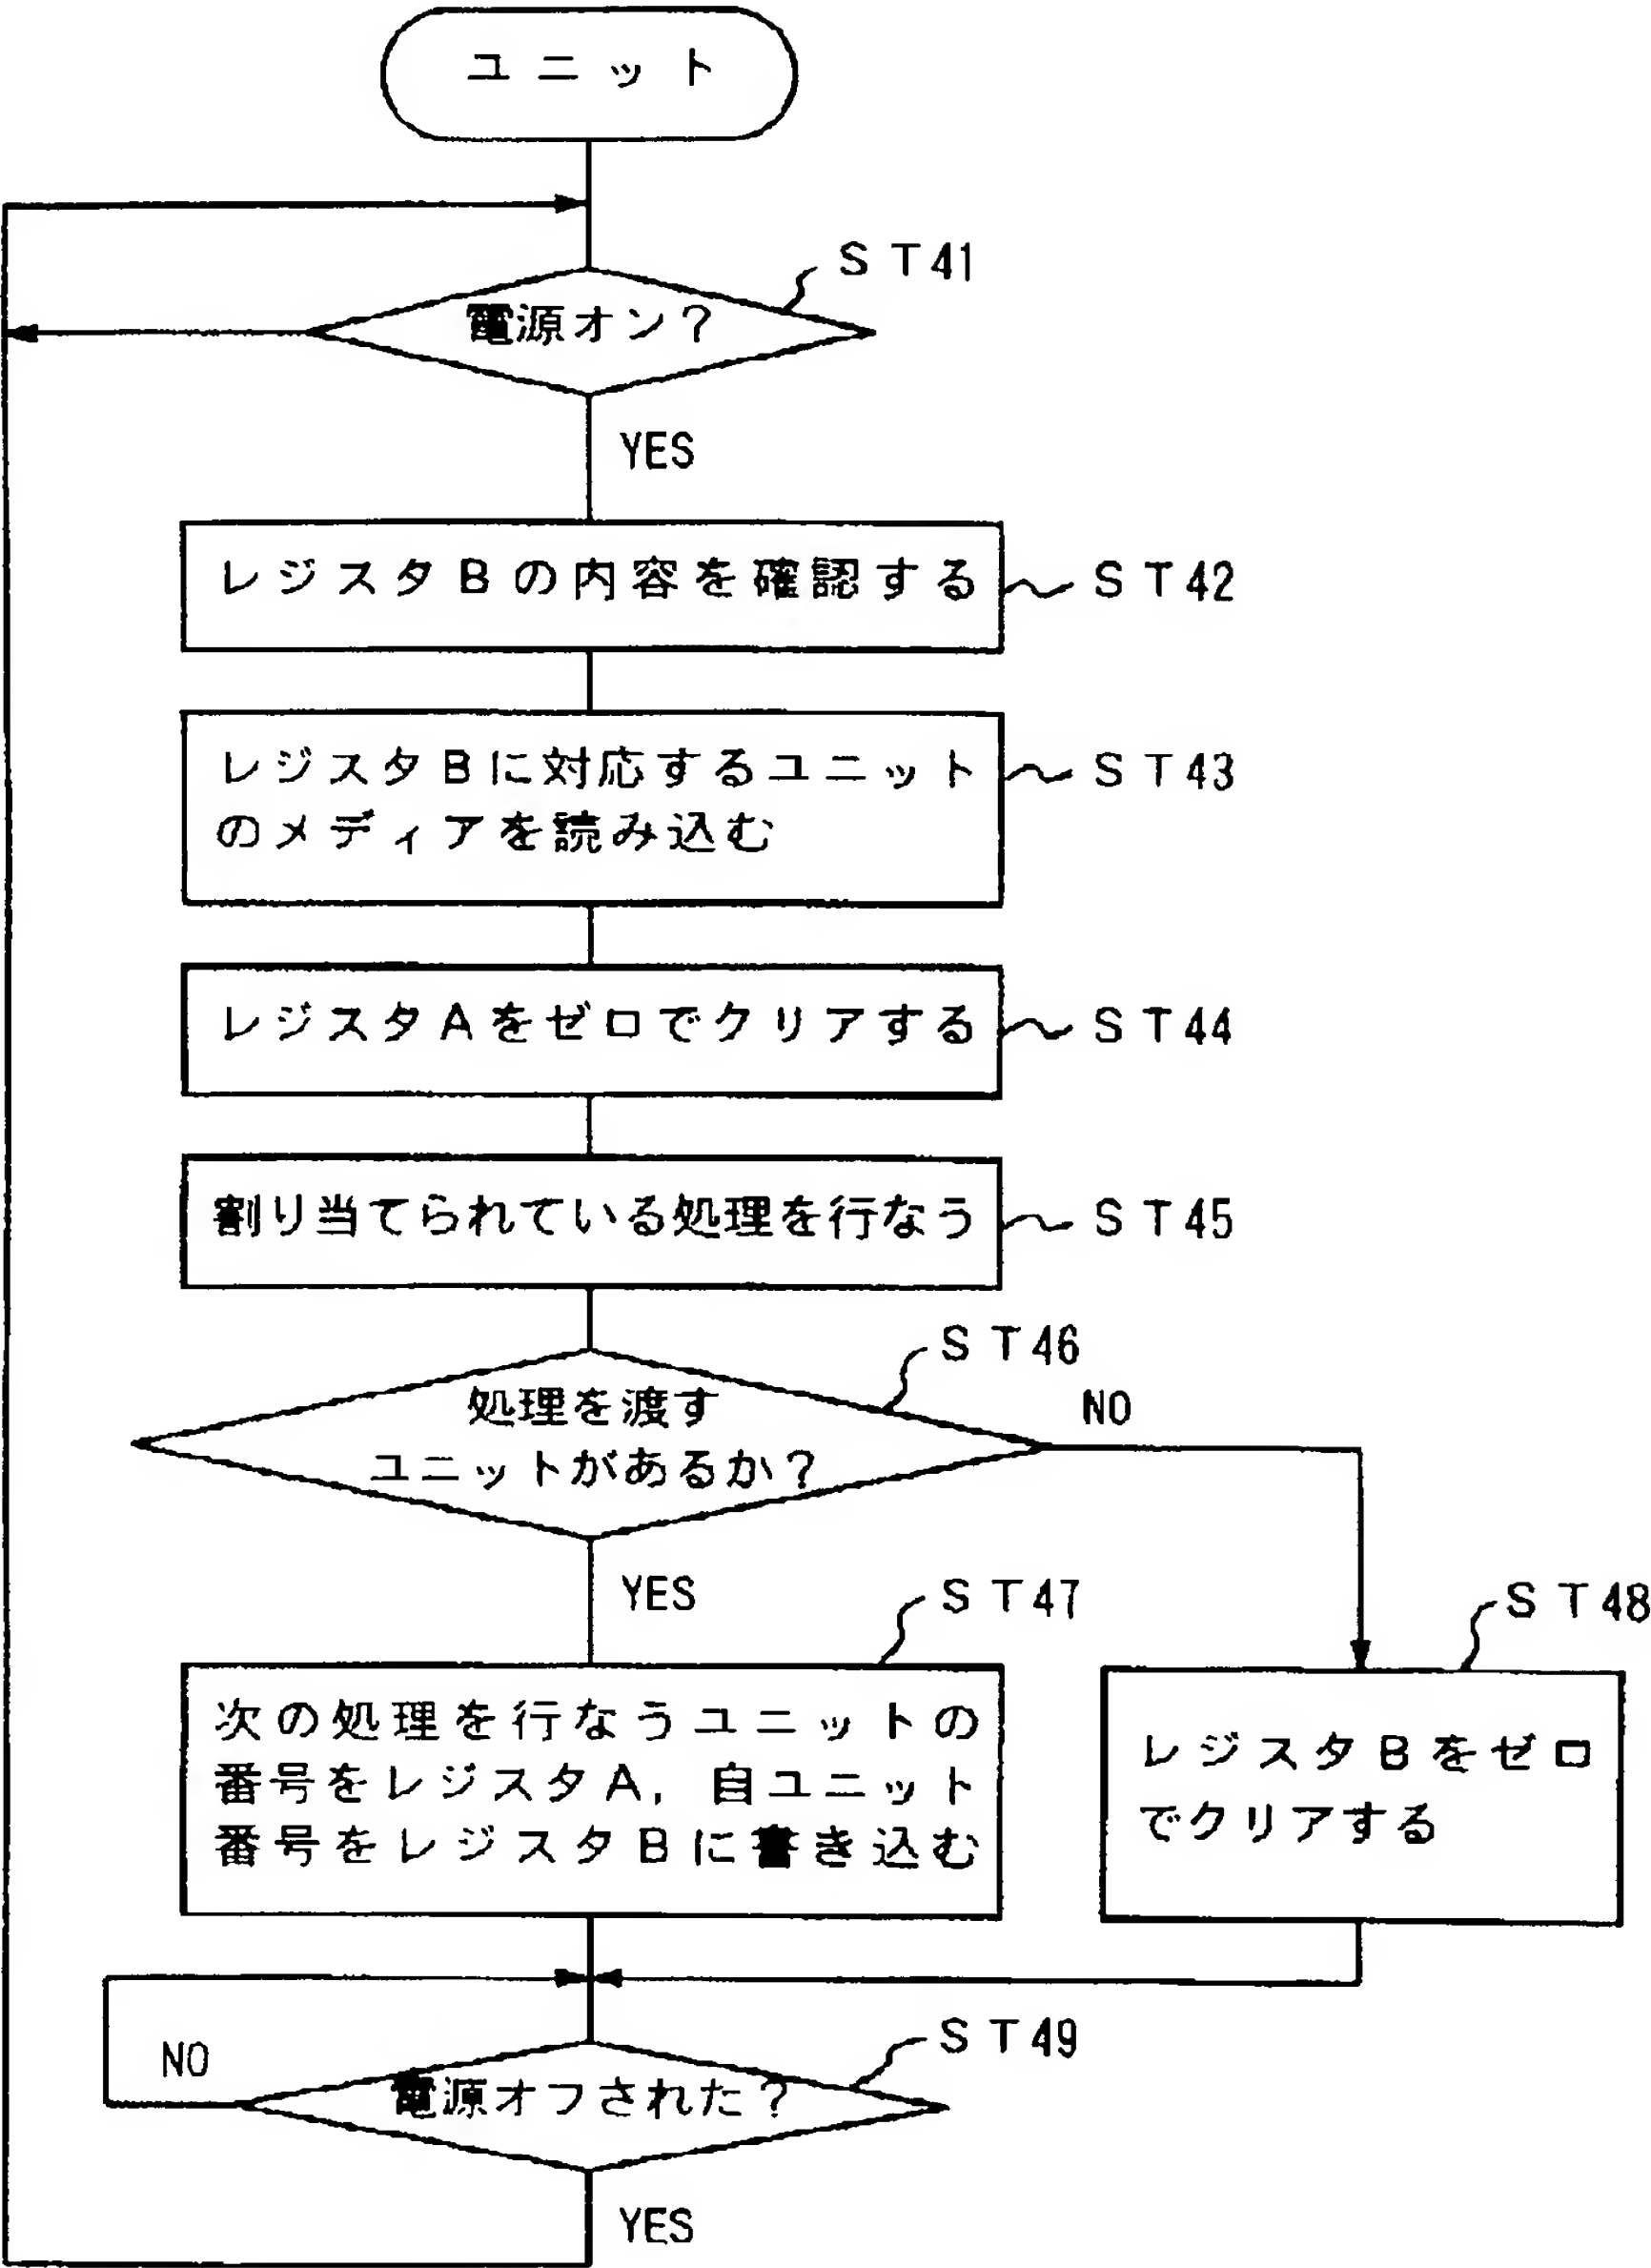 ユニット
ST41
電源オン？
YES
レジスタBの内容を確認する
ST42
レジスタBに対応するユニット
のメディアを読み込む
ST43
レジスタAをゼロでクリアする
ST44
割り当てられている処理を行なう
ST45
ST46
処理を渡す
ユニットがあるか？
NO
YES
ST47
次の処理を行なうユニットの
番号をレジスタA，自ユニット
番号をレジスタBに書き込む
ST48
レジスタBをゼロ
でクリアする
NO
ST49
電源オフされた？
YES